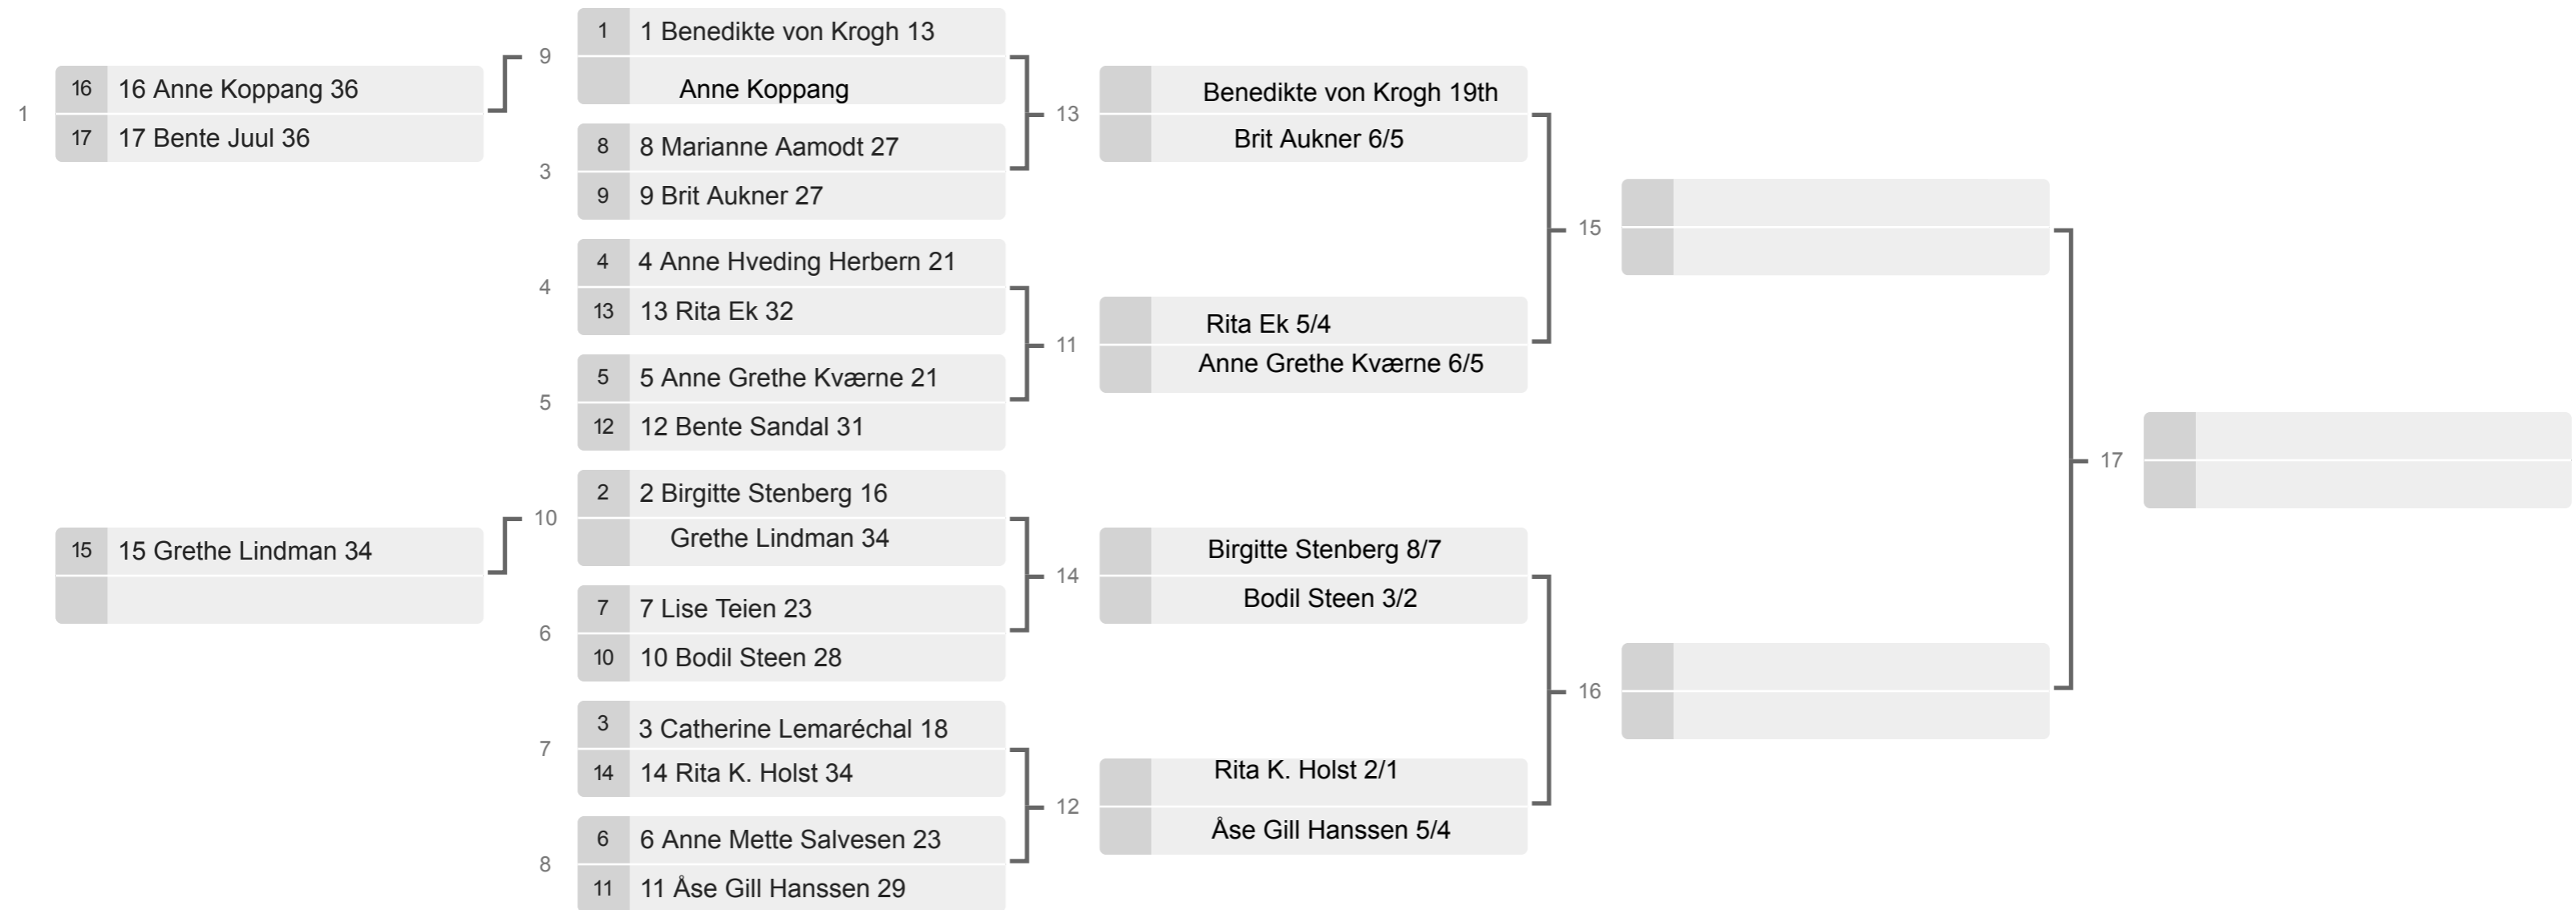 1
16 16 Anne Koppang 36
17 17 Bente Juul 36
15 15 Grethe Lindman 34
9
1 1 Benedikte von Krogh 13
Anne Koppang
3
8 8 Marianne Aamodt 27
9 9 Brit Aukner 27
4
4 4 Anne Hveding Herbern 21
13 13 Rita Ek 32
5
5 5 Anne Grethe Kværne 21
12 12 Bente Sandal 31
10
2 2 Birgitte Stenberg 16
Grethe Lindman 34
6
7 7 Lise Teien 23
10 10 Bodil Steen 28
7
3 3 Catherine Lemaréchal 18
14 14 Rita K. Holst 34
8
6 6 Anne Mette Salvesen 23
11 11 Åse Gill Hanssen 29
13
Benedikte von Krogh 19th
Brit Aukner 6/5
11
Rita Ek 5/4
Anne Grethe Kværne 6/5
14
Birgitte Stenberg 8/7
Bodil Steen 3/2
12
Rita K. Holst 2/1
Åse Gill Hanssen 5/4
15
16
17